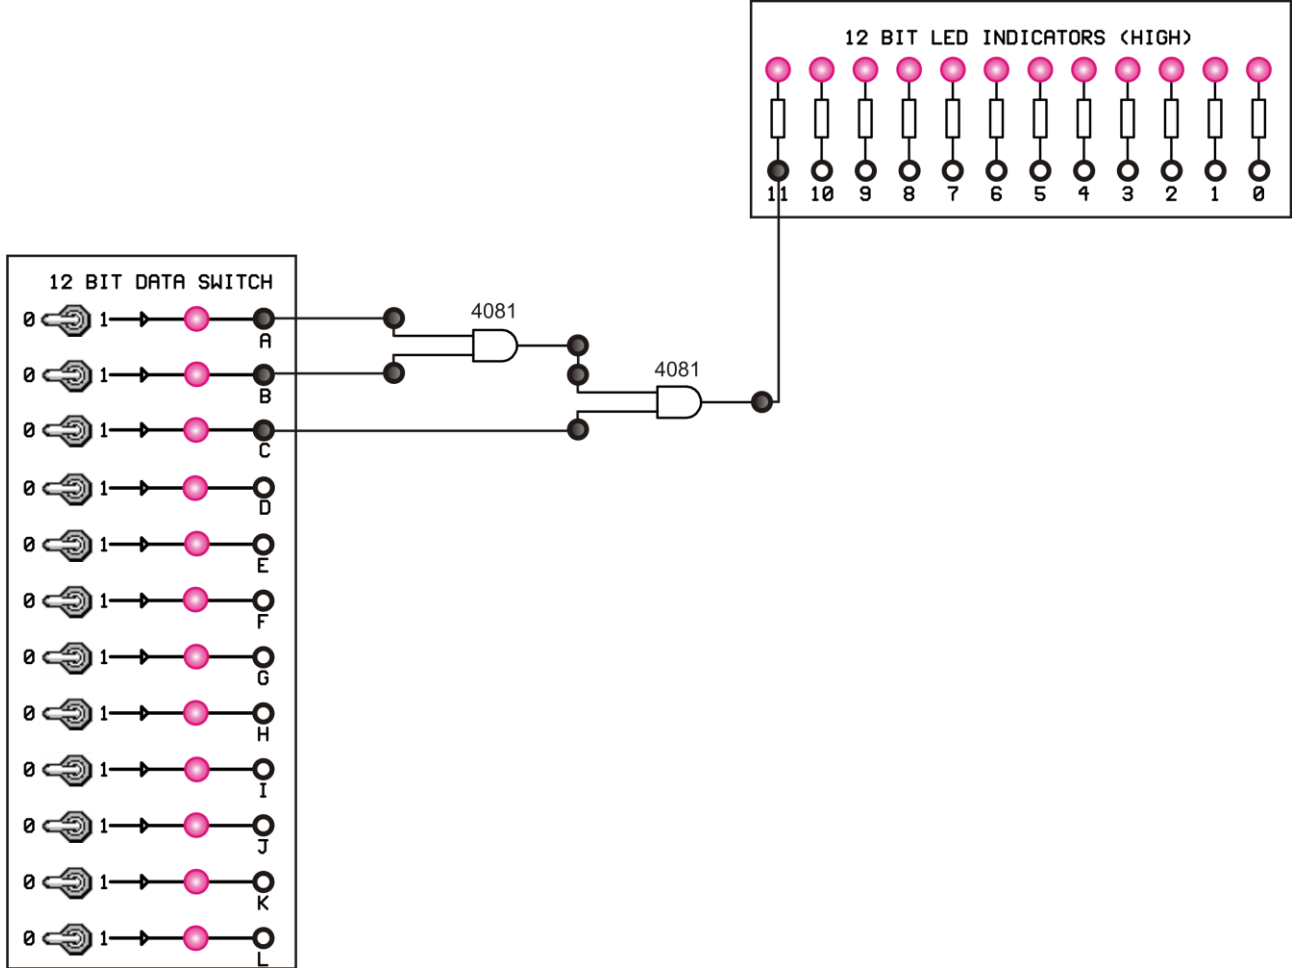 12 BIT LED INDICATORS (HIGH)
11 10 9 8 7 6 5 4 3 2 1 0
12 BIT DATA SWITCH
0 1 A
0 1 B
0 1 C
0 1 D
0 1 E
0 1 F
0 1 G
0 1 H
0 1 I
0 1 J
0 1 K
0 1 L
4081
4081